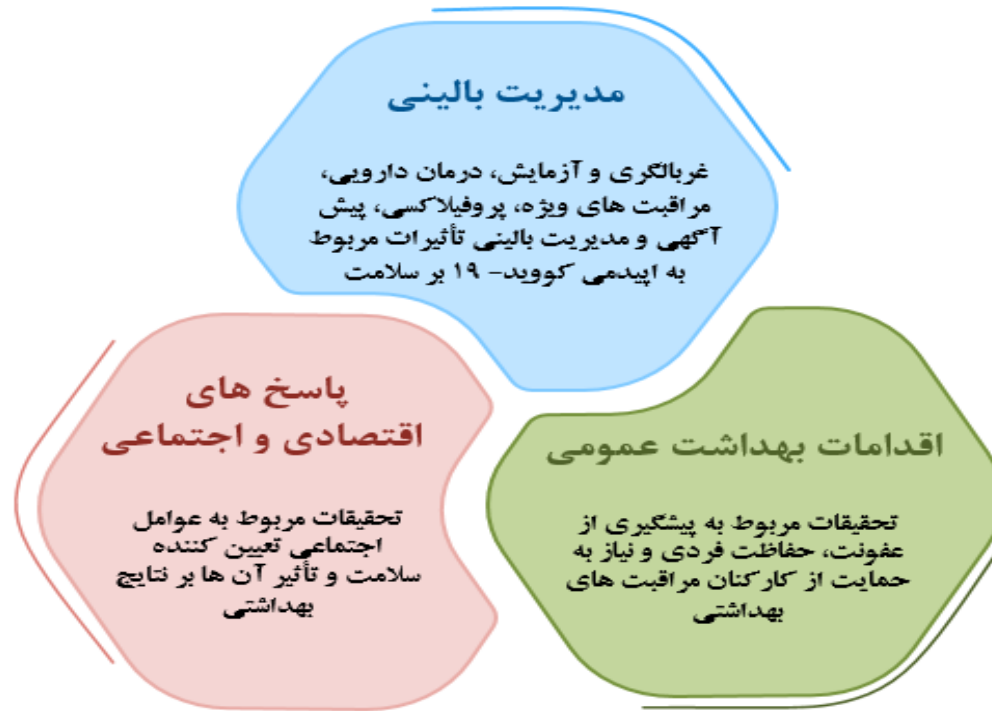 مدیریت بالینی
غربالگری و آزمایش، درمان دارویی،
مراقبت های ویژه، پروفیلاکسی، پیش
آگهی و مدیریت بالینی تأثیرات مربوط
به اپیدمی کووید- ۱۹ بر سلامت
اقدامات بهداشت عمومی
تحقیقات مربوط به پیشگیری از
عفونت، حفاظت فردی و نیاز به
حمایت از کارکنان مراقبت های
بهداشتی
پاسخ های
اقتصادی و اجتماعی
تحقیقات مربوط به عوامل
اجتماعی تعیین کننده
سلامت و تأثیر آن ها بر نتایج
بهداشتی